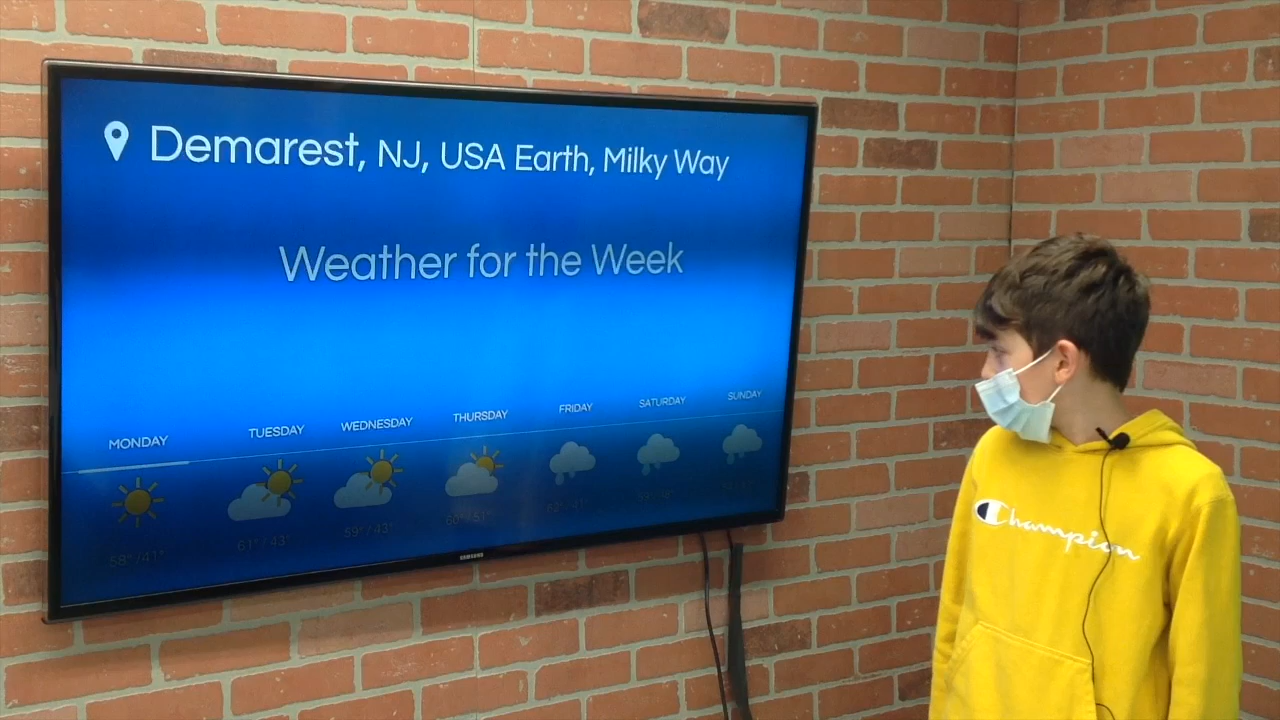 Demarest, NJ, USA Earth, Milky Way
Weather for the Week
MONDAY TUESDAY WEDNESDAY THURSDAY FRIDAY SATURDAY SUNDAY
58°/41° 61°/43° 59°/43° 60°/51°
SAMSUNG
Champion